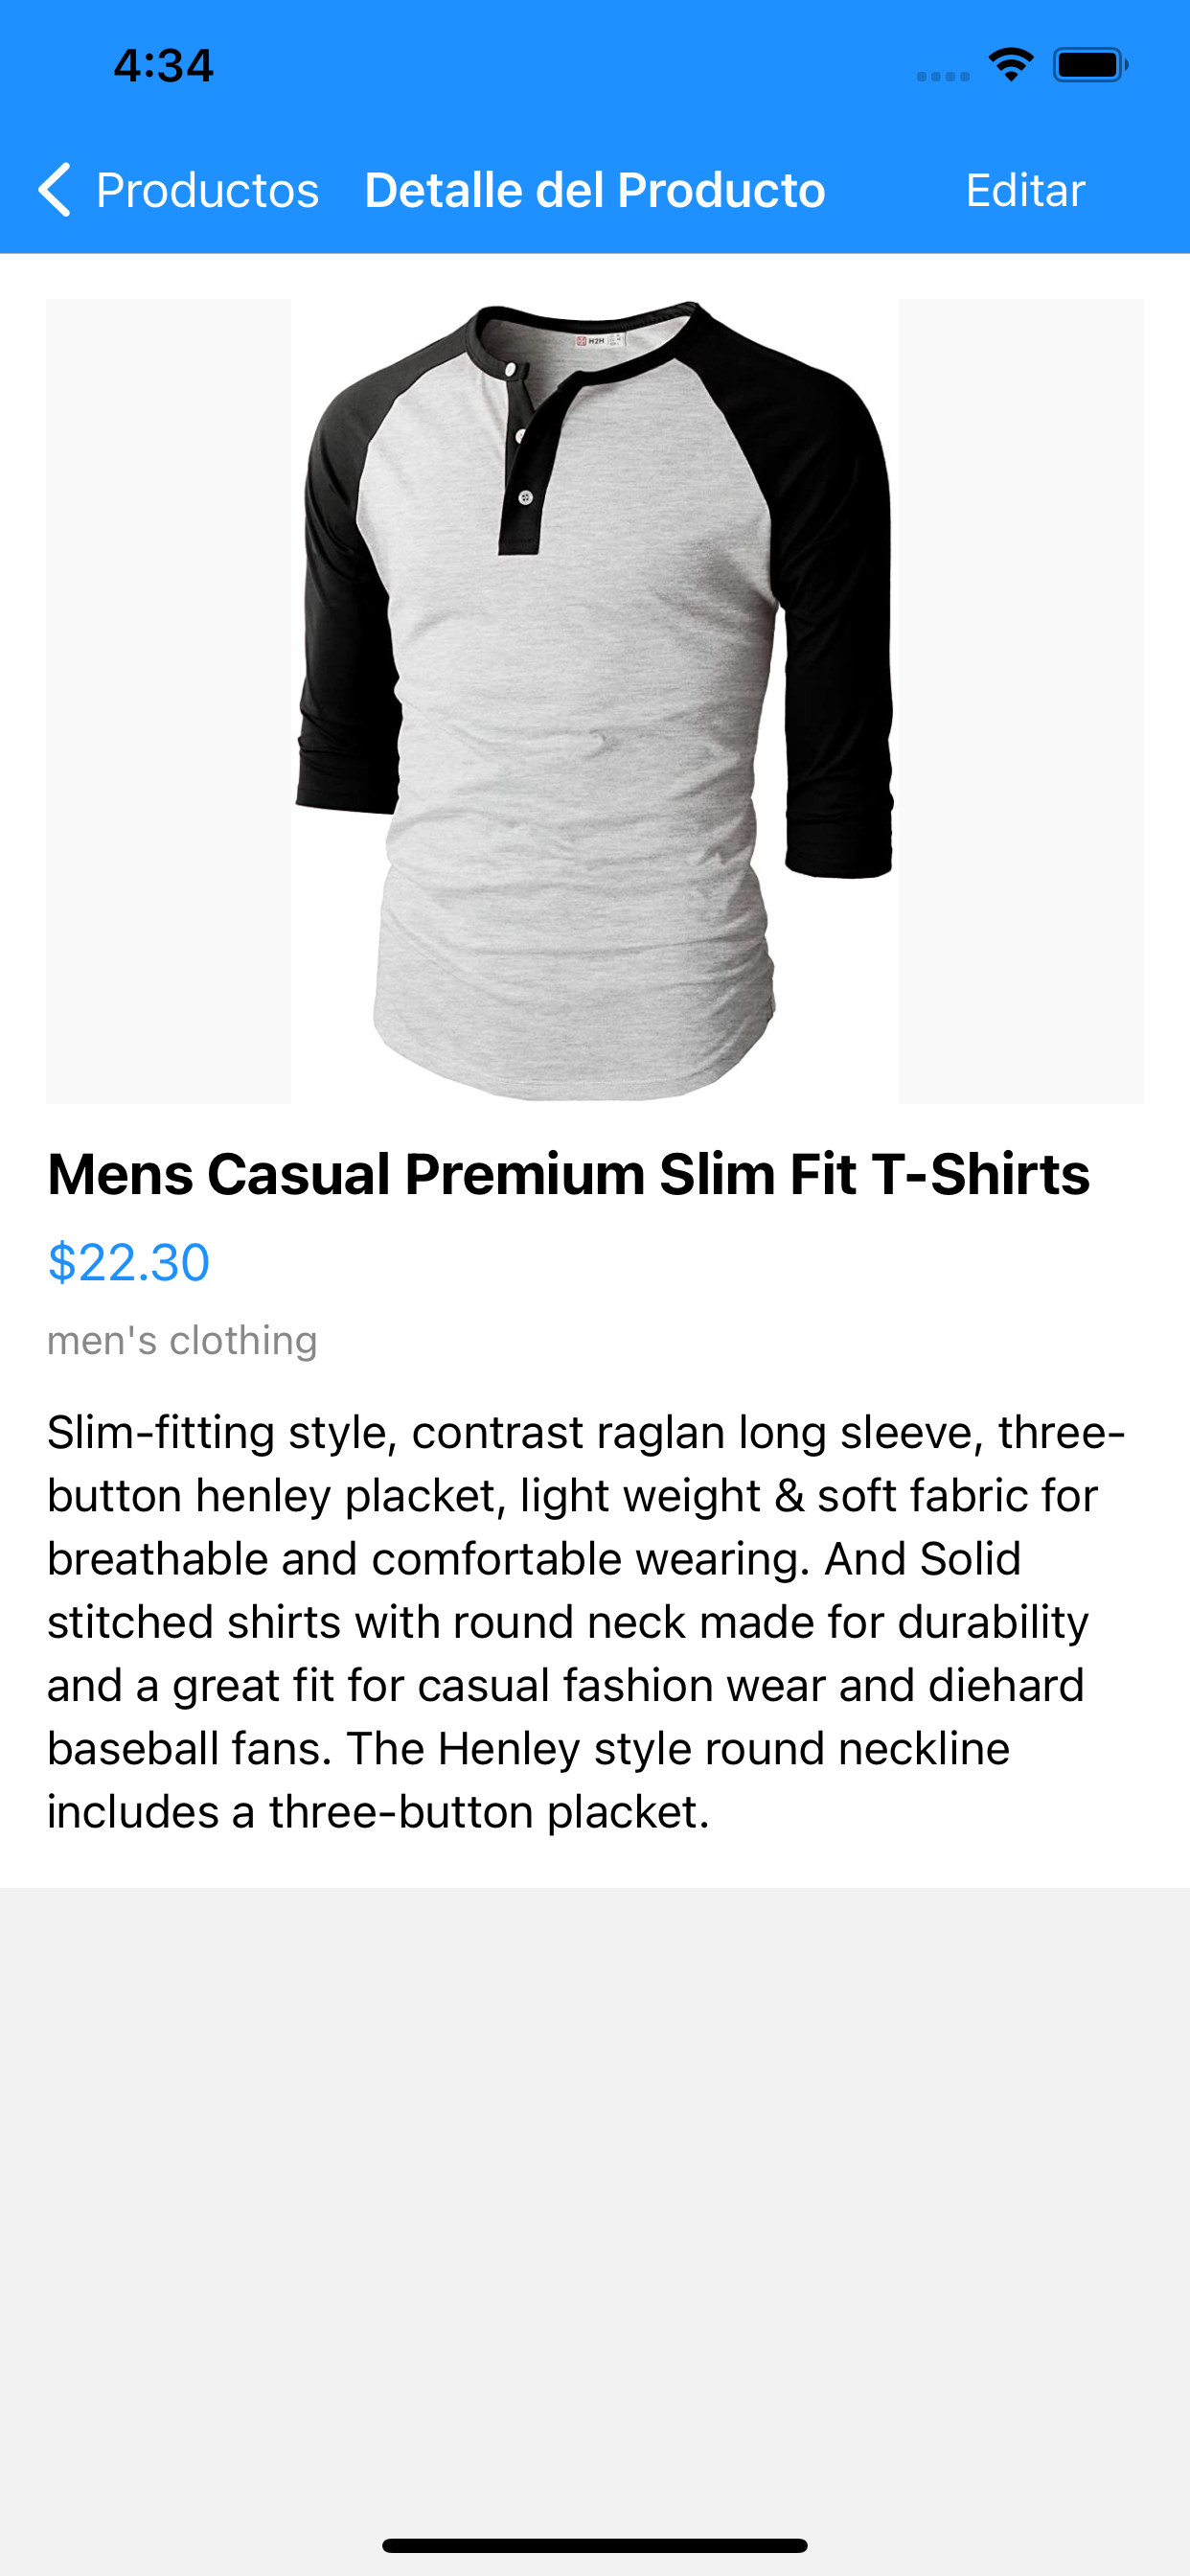 4:34
Productos
Detalle del Producto
Editar
H2H
Mens Casual Premium Slim Fit T-Shirts
$22.30
men's clothing
Slim-fitting style, contrast raglan long sleeve, three-
button henley placket, light weight & soft fabric for
breathable and comfortable wearing. And Solid
stitched shirts with round neck made for durability
and a great fit for casual fashion wear and diehard
baseball fans. The Henley style round neckline
includes a three-button placket.